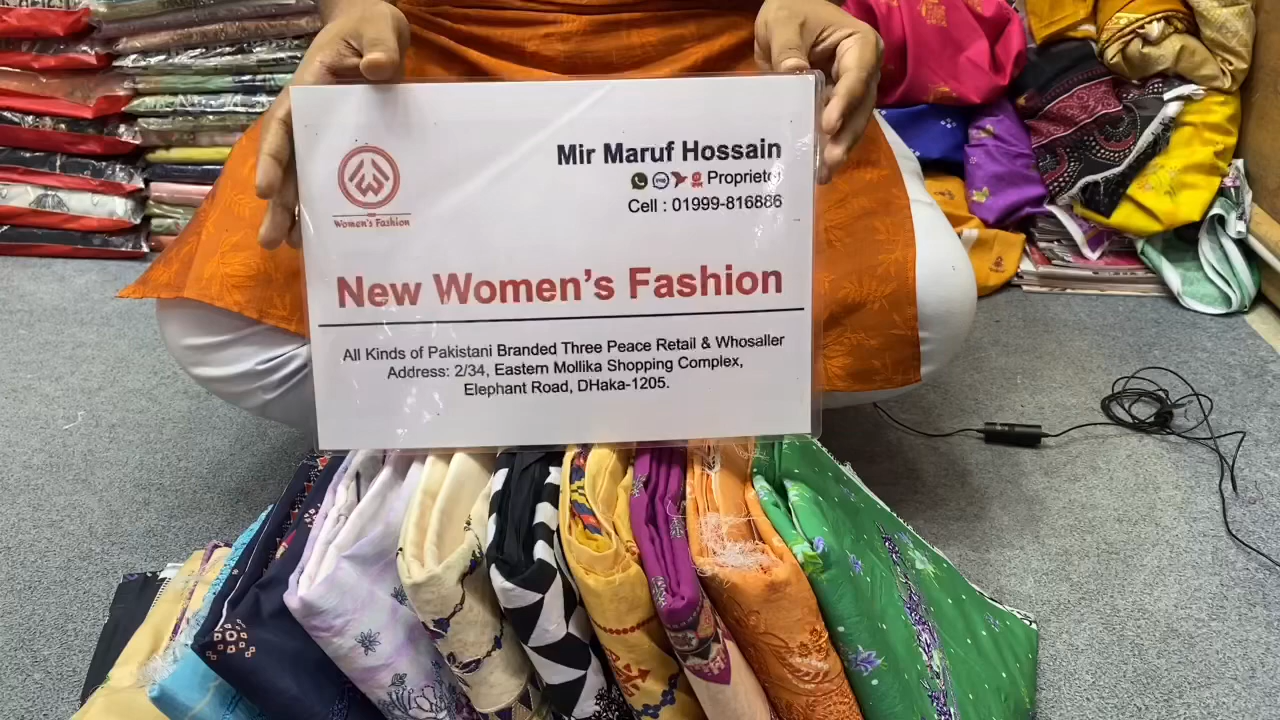 Mir Maruf Hossain
Proprietor
Cell : 01999-816886
Women's Fashion
New Women's Fashion
All Kinds of Pakistani Branded Three Peace Retail & Whosaller
Address: 2/34, Eastern Mollika Shopping Complex,
Elephant Road, DHaka-1205.